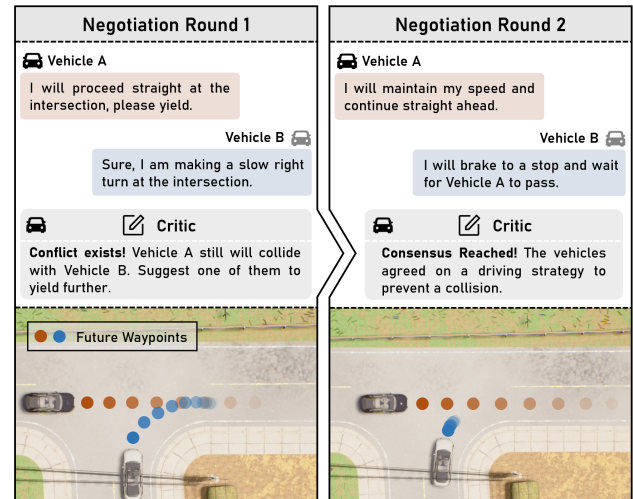 Negotiation Round 1
Vehicle A
I will proceed straight at the
intersection, please yield.
Vehicle B
Sure, I am making a slow right
turn at the intersection.
Critic
Conflict exists! Vehicle A still will collide
with Vehicle B. Suggest one of them to
yield further.
Future Waypoints
Negotiation Round 2
Vehicle A
I will maintain my speed and
continue straight ahead.
Vehicle B
I will brake to a stop and wait
for Vehicle A to pass.
Critic
Consensus Reached! The vehicles
agreed on a driving strategy to
prevent a collision.